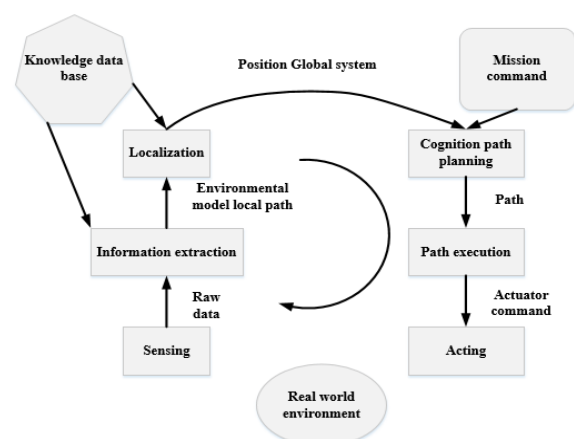 Knowledge data
base
Position Global system
Mission
command
Localization
Cognition path
planning
Environmental
model local path
Path
Information extraction
Path execution
Raw
data
Actuator
command
Sensing
Acting
Real world
environment